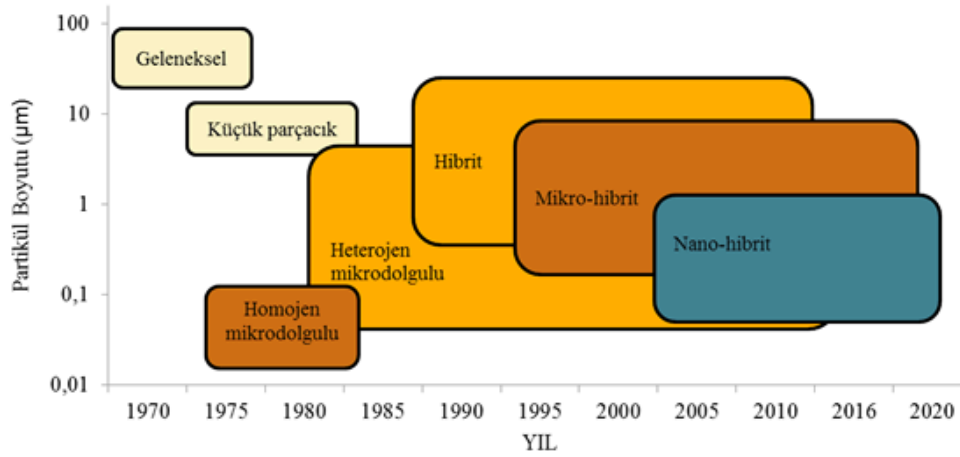 100
10
1
0,1
0,01
Partikül Boyutu (µm)
Geleneksel
Küçük parçacık
Hibrit
Mikro-hibrit
Nano-hibrit
Heterojen
mikrodolgulu
Homojen
mikrodolgulu
1970 1975 1980 1985 1990 1995 2000 2005 2010 2016 2020
YIL